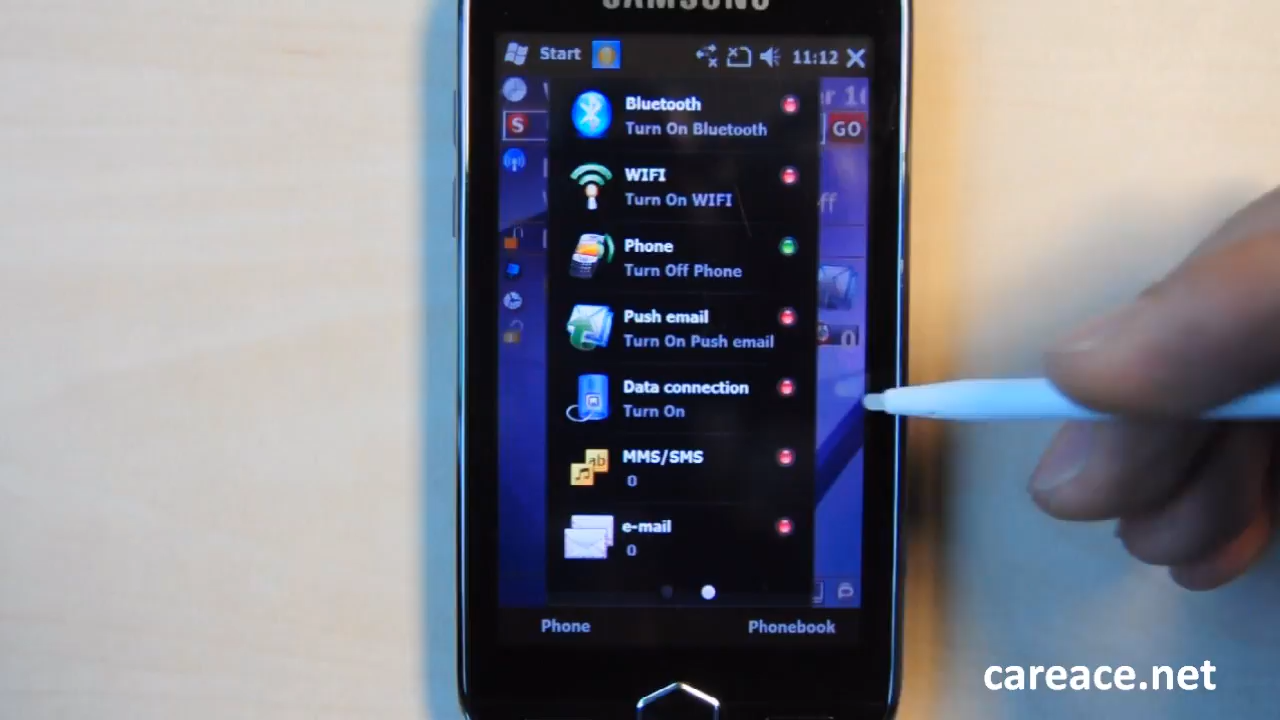 SAMSUNG
Start 11:12
Bluetooth
Turn On Bluetooth
S GO
WIFI
Turn On WIFI
Phone
Turn Off Phone
Push email
Turn On Push email
0
Data connection
Turn On
MMS/SMS
0
e-mail
0
Phone Phonebook
careace.net